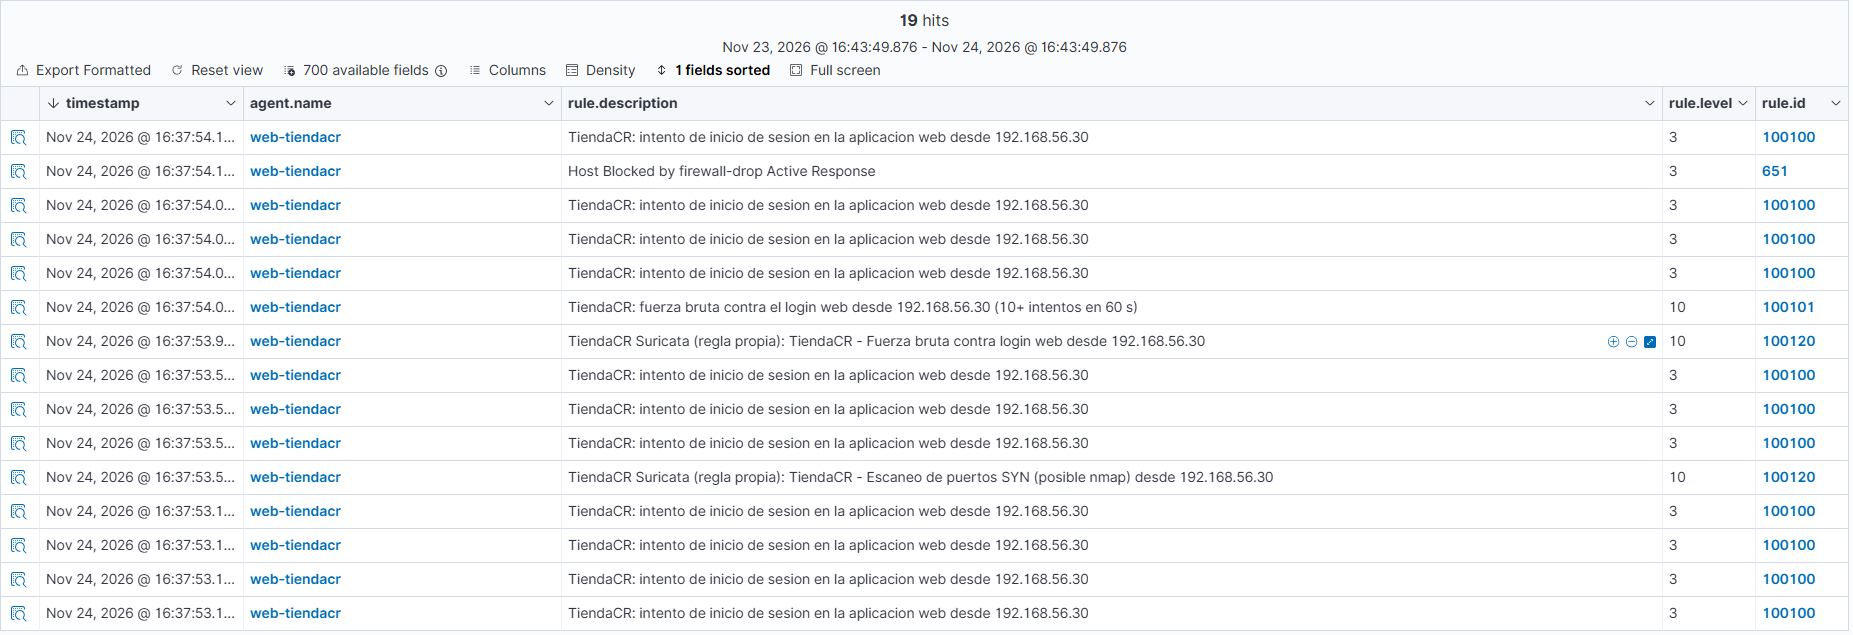 19 hits
Nov 23, 2026 @ 16:43:49.876 - Nov 24, 2026 @ 16:43:49.876
Export Formatted Reset view 700 available fields Columns Density 1 fields sorted Full screen
timestamp agent.name rule.description rule.level rule.id
Nov 24, 2026 @ 16:37:54.1... web-tiendacr TiendaCR: intento de inicio de sesion en la aplicacion web desde 192.168.56.30 3 100100
Nov 24, 2026 @ 16:37:54.1... web-tiendacr Host Blocked by firewall-drop Active Response 3 651
Nov 24, 2026 @ 16:37:54.0... web-tiendacr TiendaCR: intento de inicio de sesion en la aplicacion web desde 192.168.56.30 3 100100
Nov 24, 2026 @ 16:37:54.0... web-tiendacr TiendaCR: intento de inicio de sesion en la aplicacion web desde 192.168.56.30 3 100100
Nov 24, 2026 @ 16:37:54.0... web-tiendacr TiendaCR: intento de inicio de sesion en la aplicacion web desde 192.168.56.30 3 100100
Nov 24, 2026 @ 16:37:54.0... web-tiendacr TiendaCR: fuerza bruta contra el login web desde 192.168.56.30 (10+ intentos en 60 s) 10 100101
Nov 24, 2026 @ 16:37:53.9... web-tiendacr TiendaCR Suricata (regla propia): TiendaCR - Fuerza bruta contra login web desde 192.168.56.30 10 100120
Nov 24, 2026 @ 16:37:53.5... web-tiendacr TiendaCR: intento de inicio de sesion en la aplicacion web desde 192.168.56.30 3 100100
Nov 24, 2026 @ 16:37:53.5... web-tiendacr TiendaCR: intento de inicio de sesion en la aplicacion web desde 192.168.56.30 3 100100
Nov 24, 2026 @ 16:37:53.5... web-tiendacr TiendaCR: intento de inicio de sesion en la aplicacion web desde 192.168.56.30 3 100100
Nov 24, 2026 @ 16:37:53.5... web-tiendacr TiendaCR Suricata (regla propia): TiendaCR - Escaneo de puertos SYN (posible nmap) desde 192.168.56.30 10 100120
Nov 24, 2026 @ 16:37:53.1... web-tiendacr TiendaCR: intento de inicio de sesion en la aplicacion web desde 192.168.56.30 3 100100
Nov 24, 2026 @ 16:37:53.1... web-tiendacr TiendaCR: intento de inicio de sesion en la aplicacion web desde 192.168.56.30 3 100100
Nov 24, 2026 @ 16:37:53.1... web-tiendacr TiendaCR: intento de inicio de sesion en la aplicacion web desde 192.168.56.30 3 100100
Nov 24, 2026 @ 16:37:53.1... web-tiendacr TiendaCR: intento de inicio de sesion en la aplicacion web desde 192.168.56.30 3 100100